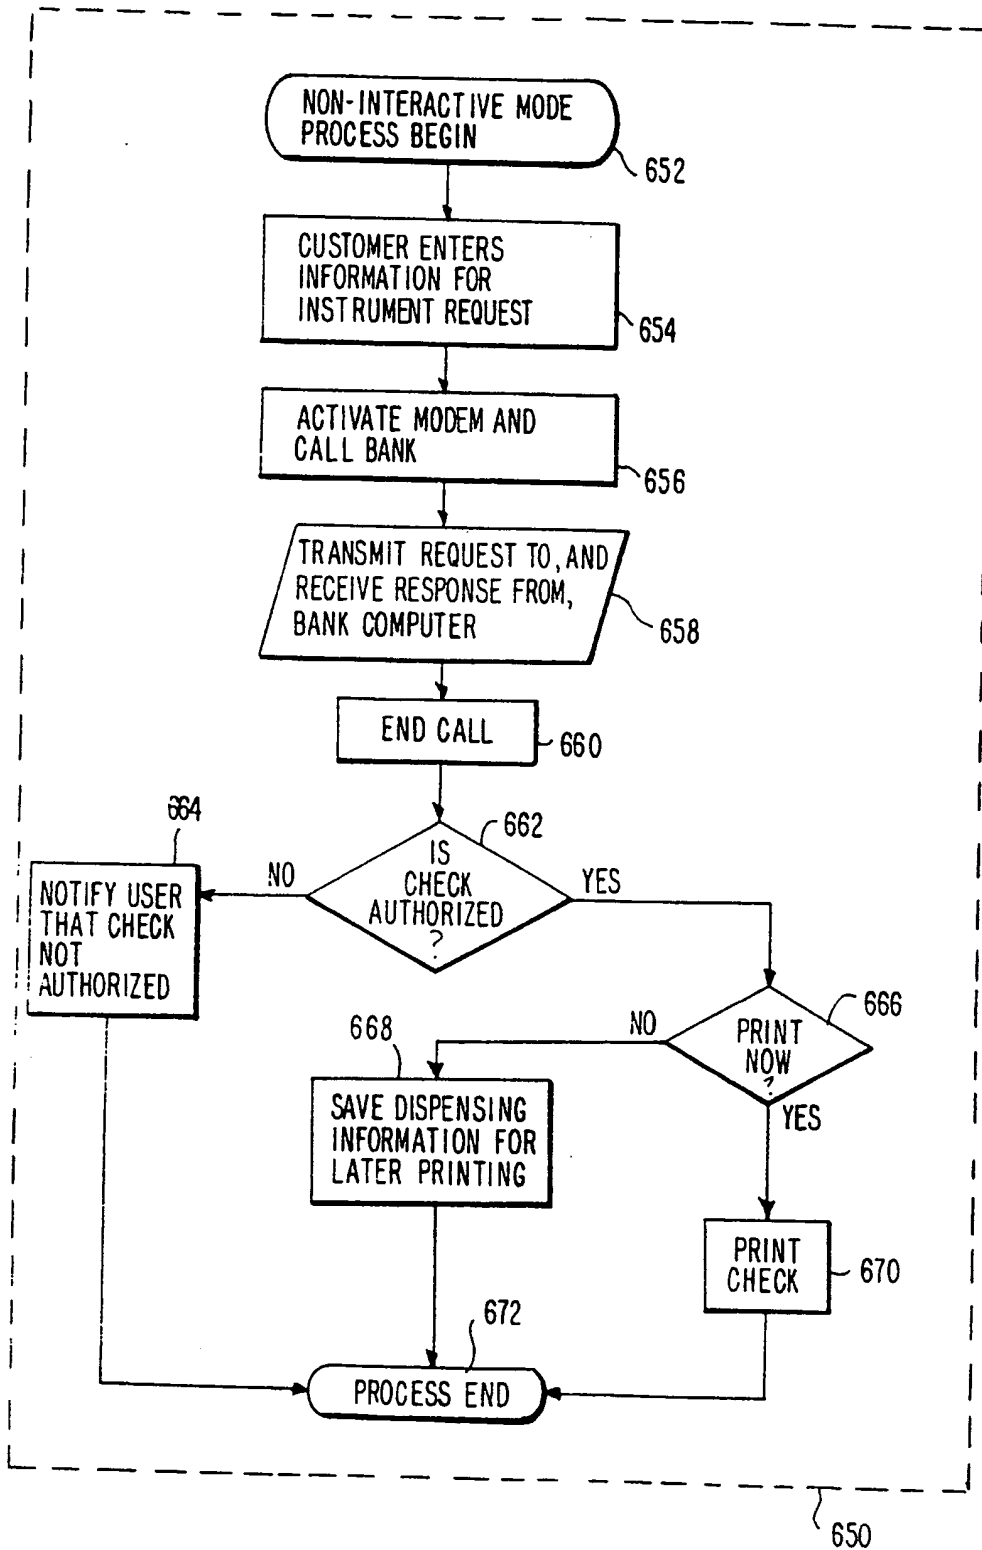 NON-INTERACTIVE MODE
PROCESS BEGIN
652
CUSTOMER ENTERS
INFORMATION FOR
INSTRUMENT REQUEST
654
ACTIVATE MODEM AND
CALL BANK
656
TRANSMIT REQUEST TO, AND
RECEIVE RESPONSE FROM,
BANK COMPUTER
658
END CALL
660
662
IS
CHECK
AUTHORIZED
?
NO
YES
664
NOTIFY USER
THAT CHECK
NOT
AUTHORIZED
666
PRINT
NOW
?
NO
YES
668
SAVE DISPENSING
INFORMATION FOR
LATER PRINTING
PRINT
CHECK
670
672
PROCESS END
650